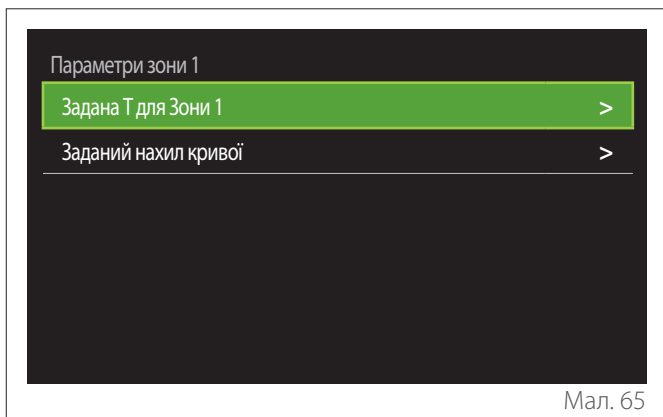 Параметри зони 1
Задана Т для Зони 1 >
Заданий нахил кривої >
Мал. 65